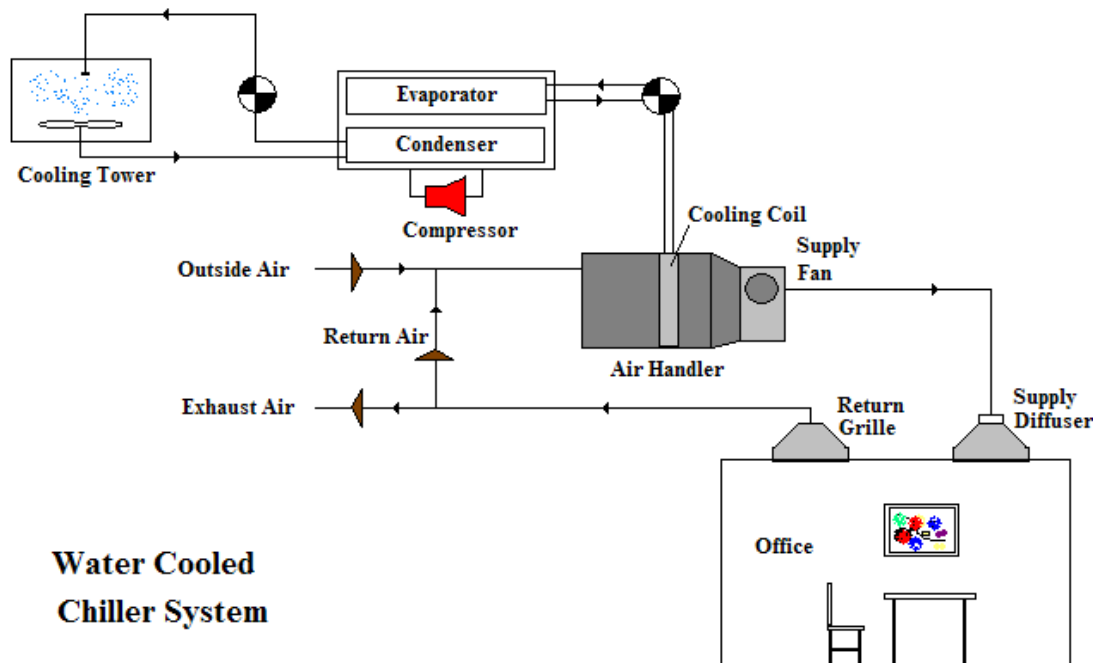 Evaporator
Condenser
Cooling Tower
Compressor
Cooling Coil
Supply
Fan
Outside Air
Return Air
Air Handler
Exhaust Air
Return
Grille
Supply
Diffuser
Office
Water Cooled
Chiller System